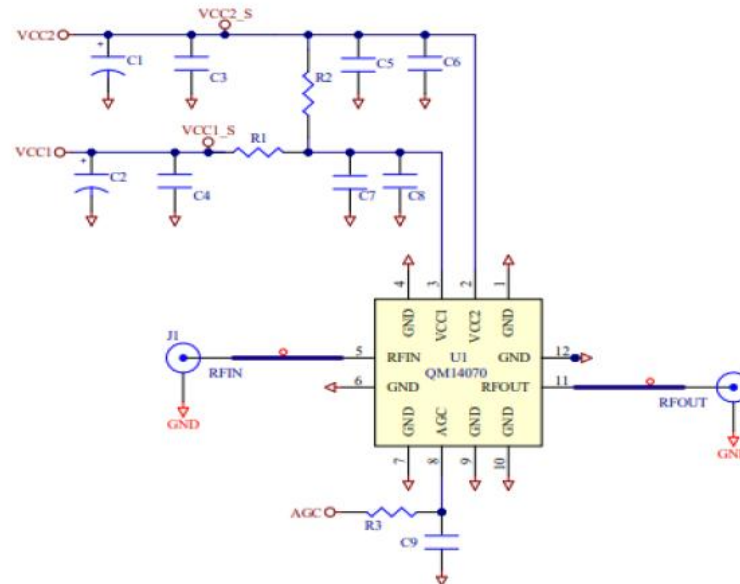 VCC2_S
VCC2
+
C1
C3
R2
C5
C6
VCC1_S
VCC1
R1
+
C2
C4
C7
C8
4
3
2
1
GND
VCC1
VCC2
GND
J1
5
RFIN
U1
GND
12
RFIN
QM14070
6
GND
RFOUT
11
RFOUT
GND
GND
AGC
GND
GND
GND
7
8
9
10
AGC
R3
C9